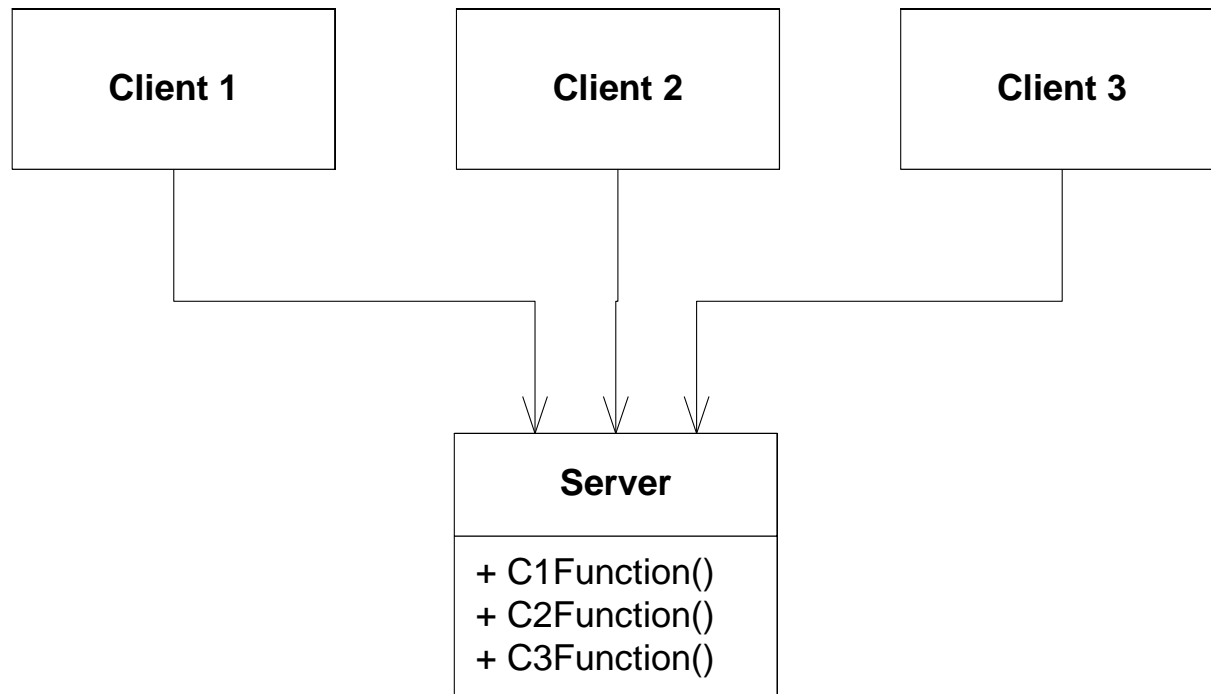 Client 1
Client 2
Client 3
Server
+ C1Function()
+ C2Function()
+ C3Function()